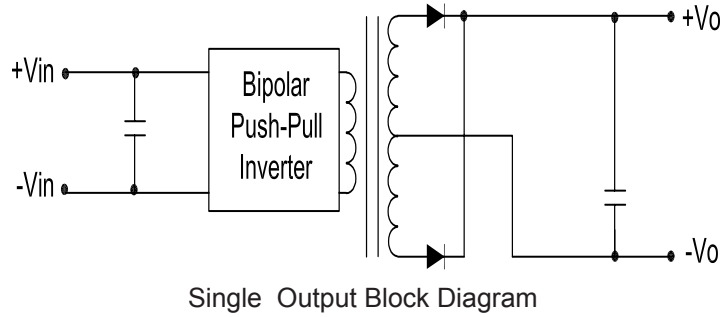 +Vo
+Vin
Bipolar
Push-Pull
Inverter
-Vin
-Vo
Single Output Block Diagram